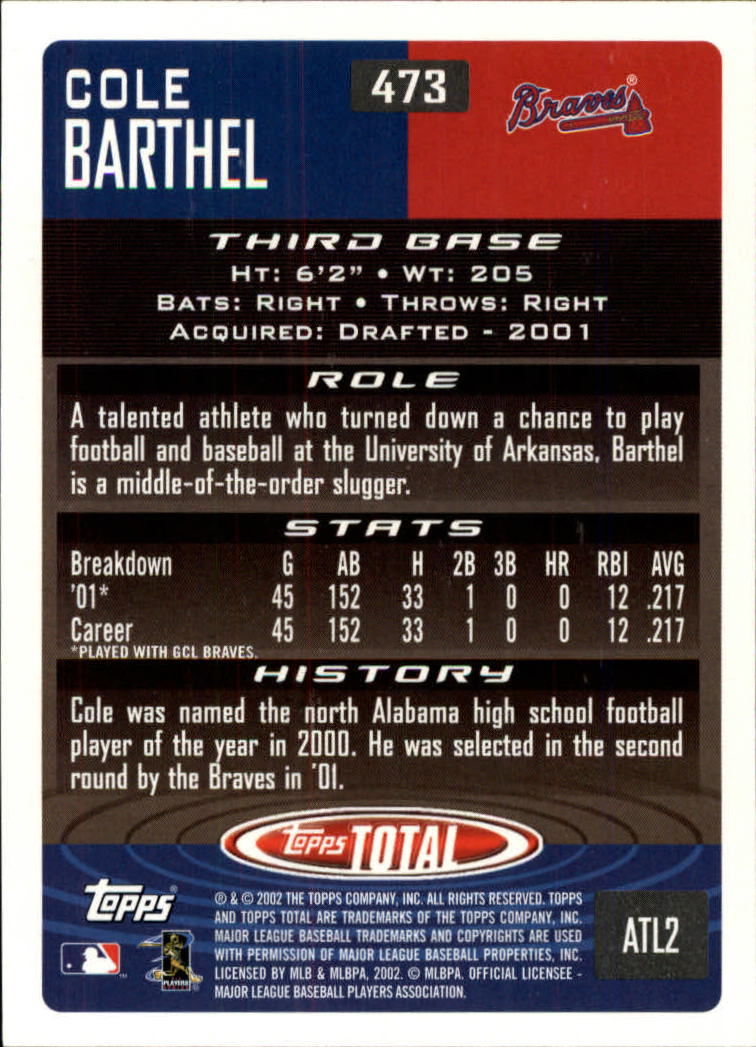 COLE
BARTHEL
473
Braves®
THIRD BASE
HT: 6'2" • WT: 205
BATS: RIGHT • THROWS: RIGHT
ACQUIRED: DRAFTED - 2001
ROLE
A talented athlete who turned down a chance to play
football and baseball at the University of Arkansas, Barthel
is a middle-of-the-order slugger.
STATS
Breakdown G AB H 2B 3B HR RBI AVG
'01* 45 152 33 1 0 0 12 .217
Career 45 152 33 1 0 0 12 .217
*PLAYED WITH GCL BRAVES.
HISTORY
Cole was named the north Alabama high school football
player of the year in 2000. He was selected in the second
round by the Braves in '01.
Topps TOTAL
Topps®
® & © 2002 THE TOPPS COMPANY, INC. ALL RIGHTS RESERVED. TOPPS
AND TOPPS TOTAL ARE TRADEMARKS OF THE TOPPS COMPANY, INC.
MAJOR LEAGUE BASEBALL TRADEMARKS AND COPYRIGHTS ARE USED
WITH PERMISSION OF MAJOR LEAGUE BASEBALL PROPERTIES, INC.
LICENSED BY MLB & MLBPA, 2002. © MLBPA. OFFICIAL LICENSEE -
MAJOR LEAGUE BASEBALL PLAYERS ASSOCIATION.
ATL2
™
PLAYERS